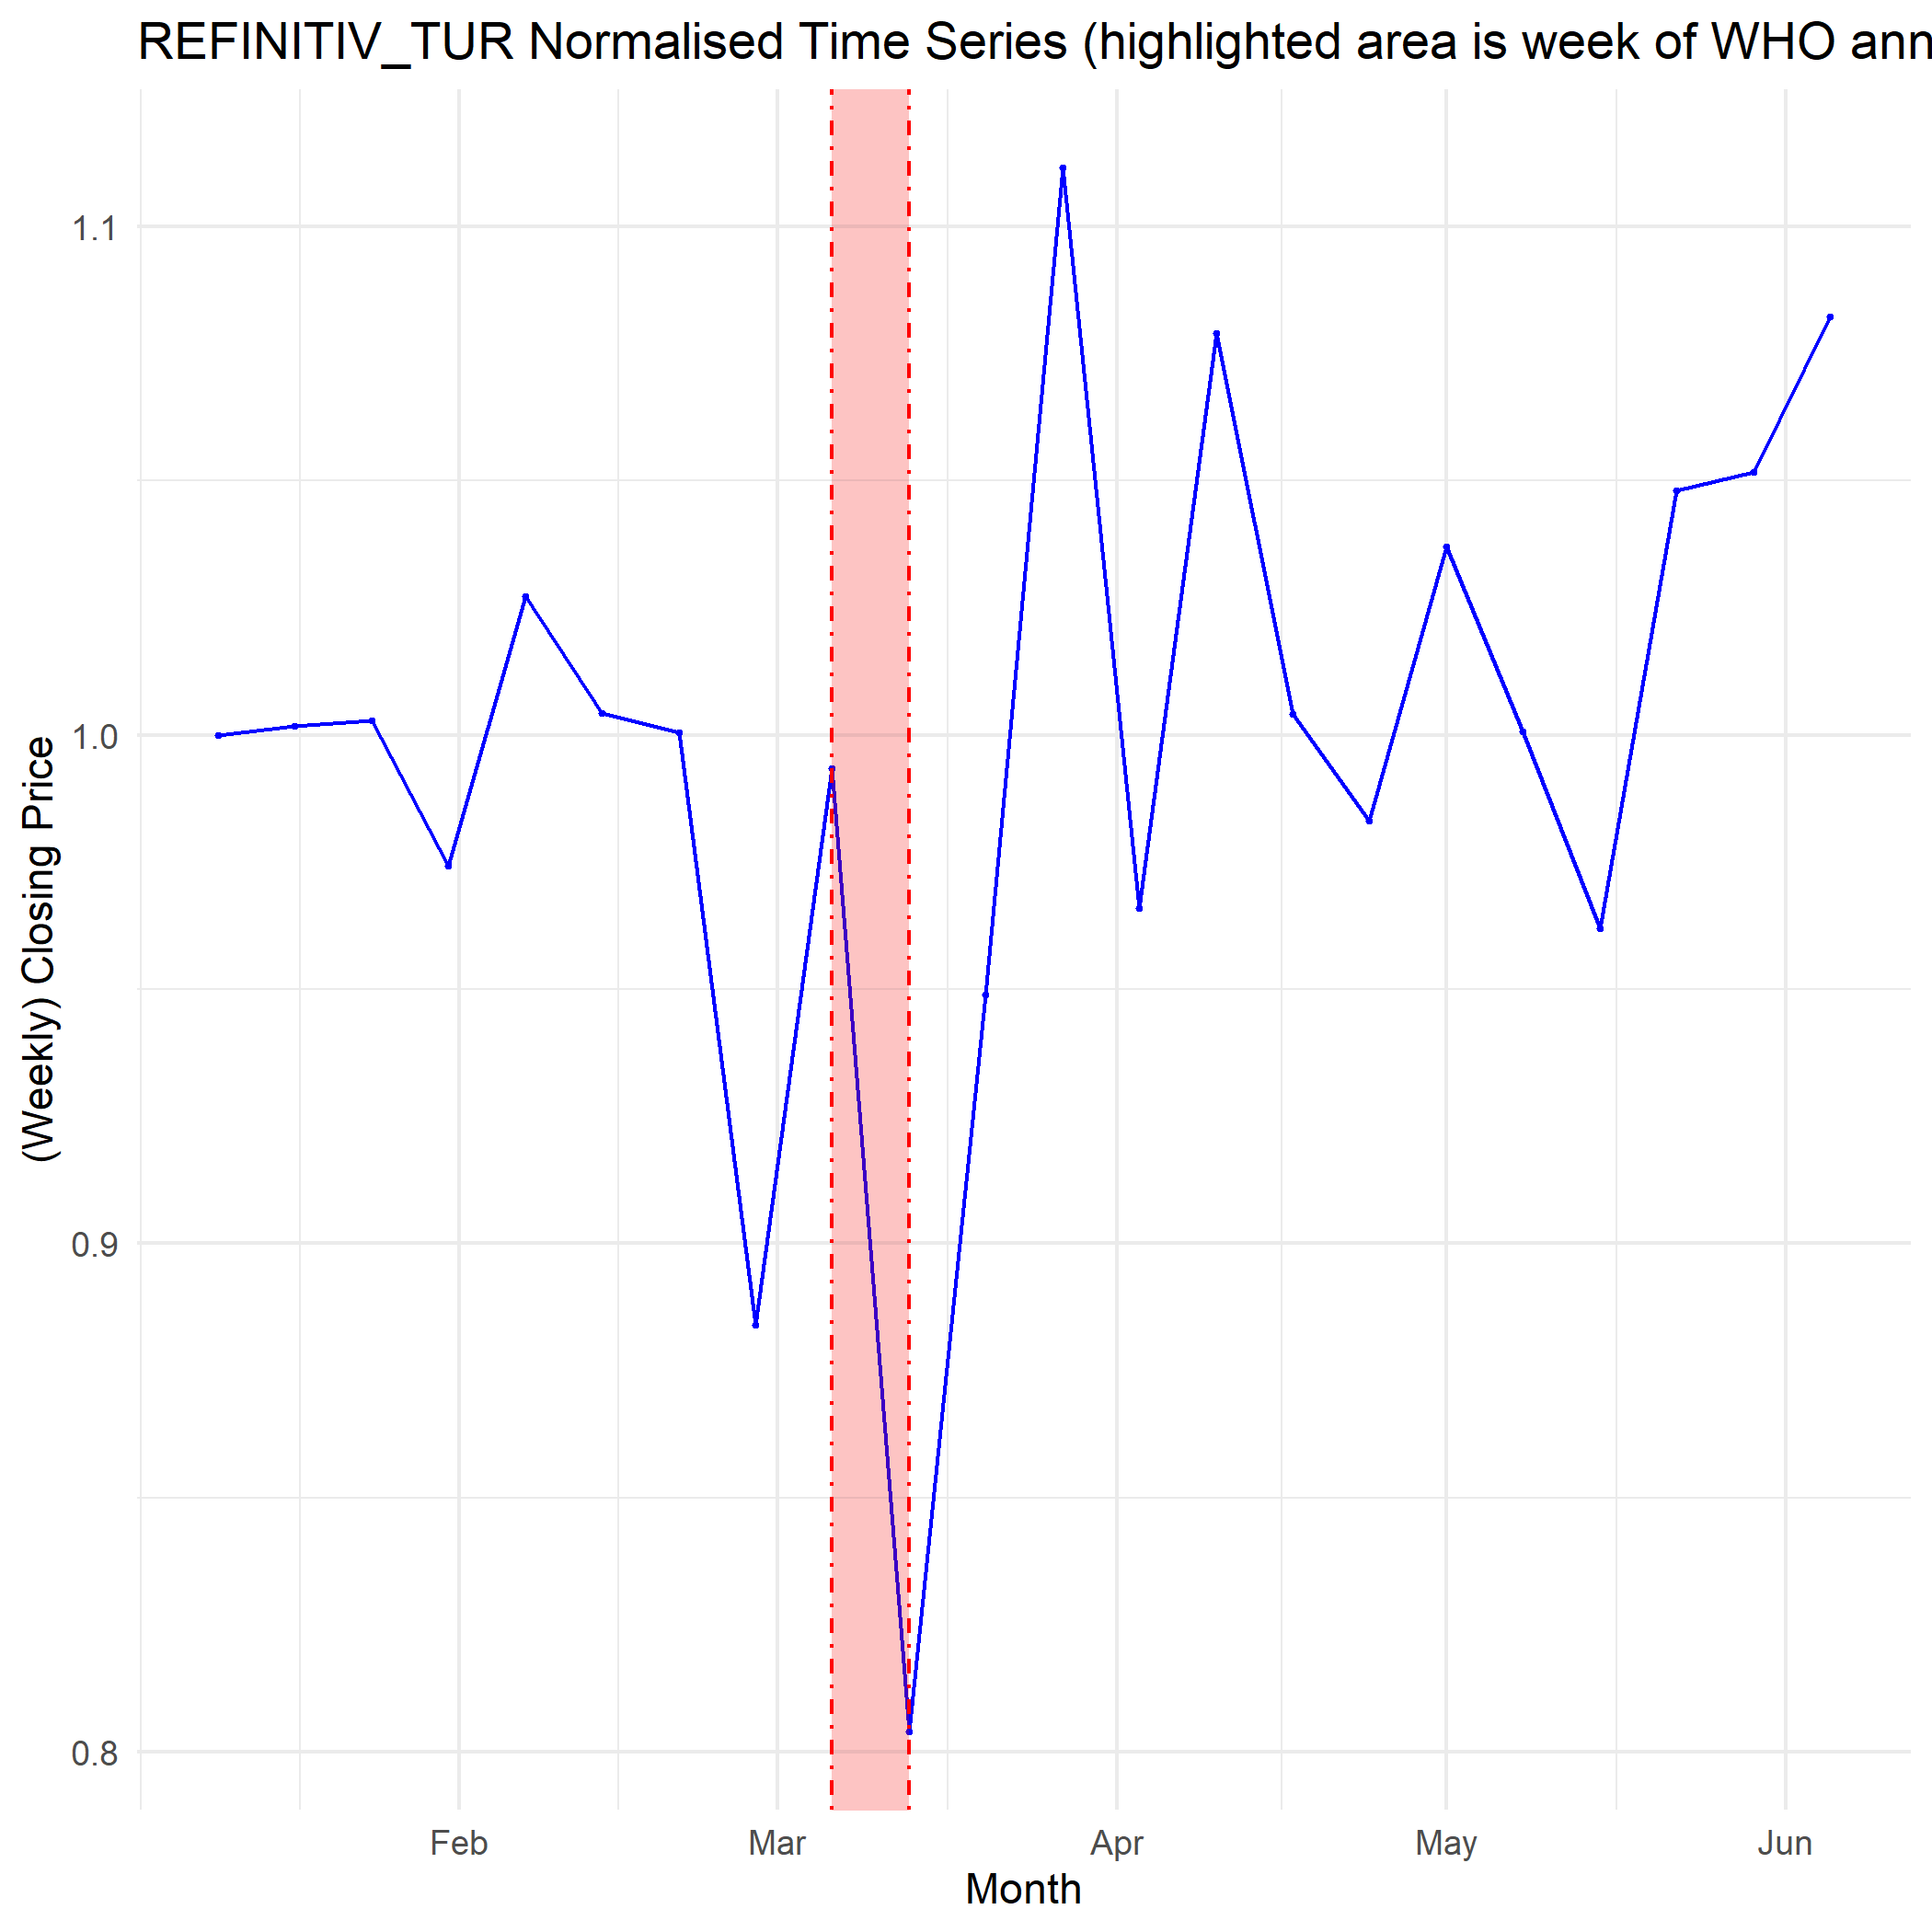 REFINITIV_TUR Normalised Time Series (highlighted area is week of WHO ann
1.1
1.0
0.9
0.8
(Weekly) Closing Price
Feb Mar Apr May Jun
Month